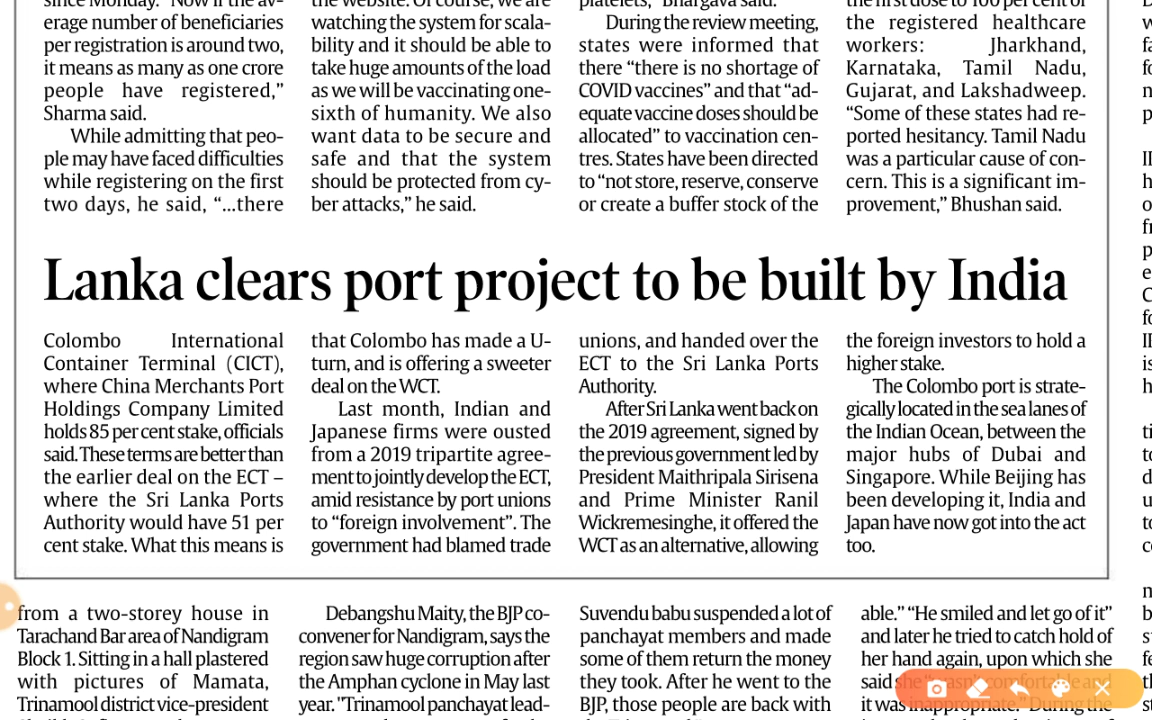 since Monday. "Now if the av-
erage number of beneficiaries
per registration is around two,
it means as many as one crore
people have registered,"
Sharma said.
While admitting that peo-
ple may have faced difficulties
while registering on the first
two days, he said, "...there
the website. Of course, we are
watching the system for scala-
bility and it should be able to
take huge amounts of the load
as we will be vaccinating one-
sixth of humanity. We also
want data to be secure and
safe and that the system
should be protected from cy-
ber attacks," he said.
platelets," Bhargava said.
During the review meeting,
states were informed that
there "there is no shortage of
COVID vaccines" and that "ad-
equate vaccine doses should be
allocated" to vaccination cen-
tres. States have been directed
to "not store, reserve, conserve
or create a buffer stock of the
the first dose to 100 per cent of
the registered healthcare
workers: Jharkhand,
Karnataka, Tamil Nadu,
Gujarat, and Lakshadweep.
"Some of these states had re-
ported hesitancy. Tamil Nadu
was a particular cause of con-
cern. This is a significant im-
provement," Bhushan said.
Lanka clears port project to be built by India
Colombo International
Container Terminal (CICT),
where China Merchants Port
Holdings Company Limited
holds 85 per cent stake, officials
said. These terms are better than
the earlier deal on the ECT –
where the Sri Lanka Ports
Authority would have 51 per
cent stake. What this means is
that Colombo has made a U-
turn, and is offering a sweeter
deal on the WCT.
Last month, Indian and
Japanese firms were ousted
from a 2019 tripartite agree-
ment to jointly develop the ECT,
amid resistance by port unions
to "foreign involvement". The
government had blamed trade
unions, and handed over the
ECT to the Sri Lanka Ports
Authority.
After Sri Lanka went back on
the 2019 agreement, signed by
the previous government led by
President Maithripala Sirisena
and Prime Minister Ranil
Wickremesinghe, it offered the
WCT as an alternative, allowing
the foreign investors to hold a
higher stake.
The Colombo port is strate-
gically located in the sea lanes of
the Indian Ocean, between the
major hubs of Dubai and
Singapore. While Beijing has
been developing it, India and
Japan have now got into the act
too.
from a two-storey house in
Tarachand Bar area of Nandigram
Block 1. Sitting in a hall plastered
with pictures of Mamata,
Trinamool district vice-president
Debangshu Maity, the BJP co-
convener for Nandigram, says the
region saw huge corruption after
the Amphan cyclone in May last
year. "Trinamool panchayat lead-
Suvendu babu suspended a lot of
panchayat members and made
some of them return the money
they took. After he went to the
BJP, those people are back with
able." "He smiled and let go of it"
and later he tried to catch hold of
her hand again, upon which she
said she "wasn't comfortable and
it was inappropriate." During the